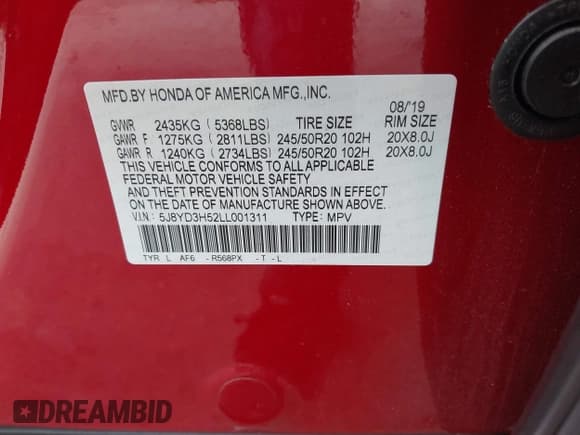 MFD.BY HONDA OF AMERICA MFG.,INC. 08/'19
GVWR 2435KG ( 5368LBS) TIRE SIZE RIM SIZE
GAWR F 1275KG ( 2811LBS) 245/50R20 102H 20X8.0J
GAWR R 1240KG ( 2734LBS) 245/50R20 102H 20X8.0J
THIS VEHICLE CONFORMS TO ALL APPLICABLE
FEDERAL MOTOR VEHICLE SAFETY
AND THEFT PREVENTION STANDARDS IN EFFECT
ON THE DATE OF MANUFACTURE SHOWN ABOVE.
V.I.N: 5J8YD3H52LL001311 TYPE: MPV
TYR L AF6 -R568PX -T -L
DREAMBID